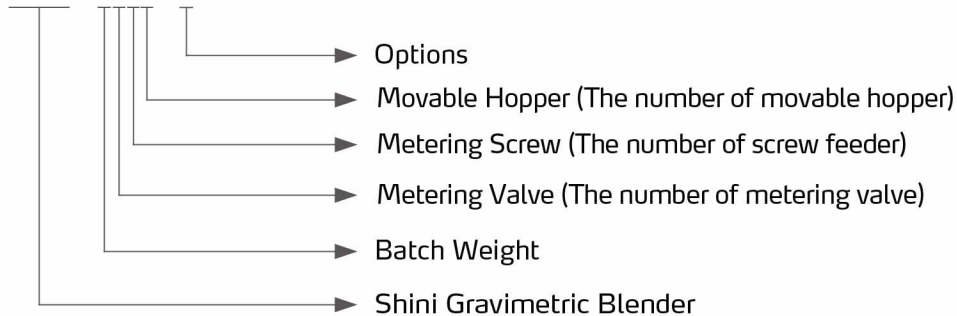 Options
Movable Hopper (The number of movable hopper)
Metering Screw (The number of screw feeder)
Metering Valve (The number of metering valve)
Batch Weight
Shini Gravimetric Blender